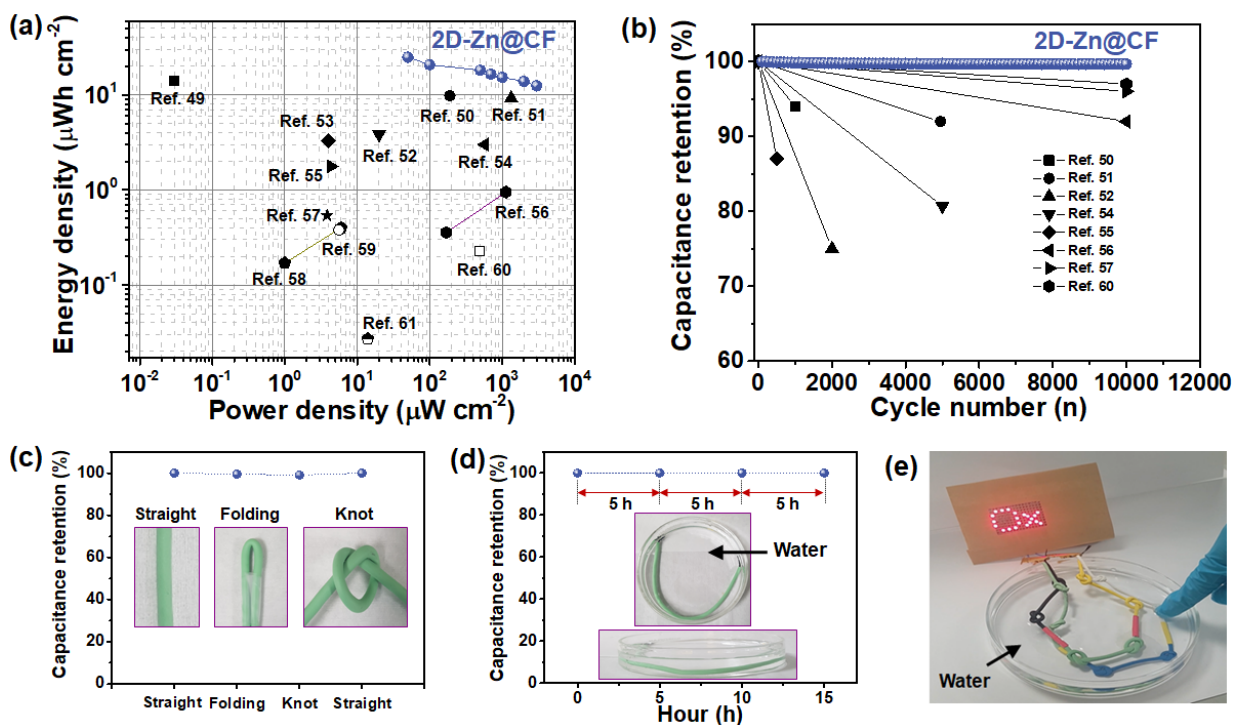 (a)
2D-Zn@CF
Ref. 49
Ref. 50
Ref. 51
Ref. 53
Ref. 52
Ref. 54
Ref. 55
Ref. 57
Ref. 56
Ref. 59
Ref. 58
Ref. 60
Ref. 61
10¹
10⁰
10⁻¹
10⁻² 10⁻¹ 10⁰ 10¹ 10² 10³ 10⁴
Energy density (μWh cm⁻²)
Power density (μW cm⁻²)
(b)
2D-Zn@CF
100
90
80
70
60
Capacitance retention (%)
Ref. 50
Ref. 51
Ref. 52
Ref. 54
Ref. 55
Ref. 56
Ref. 57
Ref. 60
0 2000 4000 6000 8000 10000 12000
Cycle number (n)
(c)
Capacitance retention (%)
100
80
60
40
20
0
Straight Folding Knot
Straight Folding Knot Straight
(d)
Capacitance retention (%)
100
80
60
40
20
0
5 h 5 h 5 h
Water
0 5 10 15
Hour (h)
(e)
Water